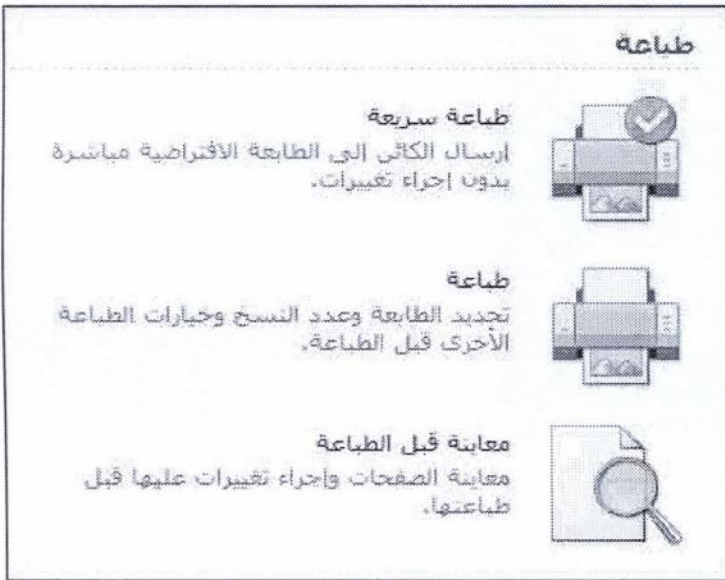 طباعة
طباعة سريعة
إرسال الكائن إلى الطابعة الافتراضية مباشرة
بدون إجراء تغييرات.
طباعة
تحديد الطابعة وعدد النسخ وخيارات الطباعة
الأخرى قبل الطباعة.
معاينة قبل الطباعة
معاينة الصفحات وإجراء تغييرات عليها قبل
طباعتها.